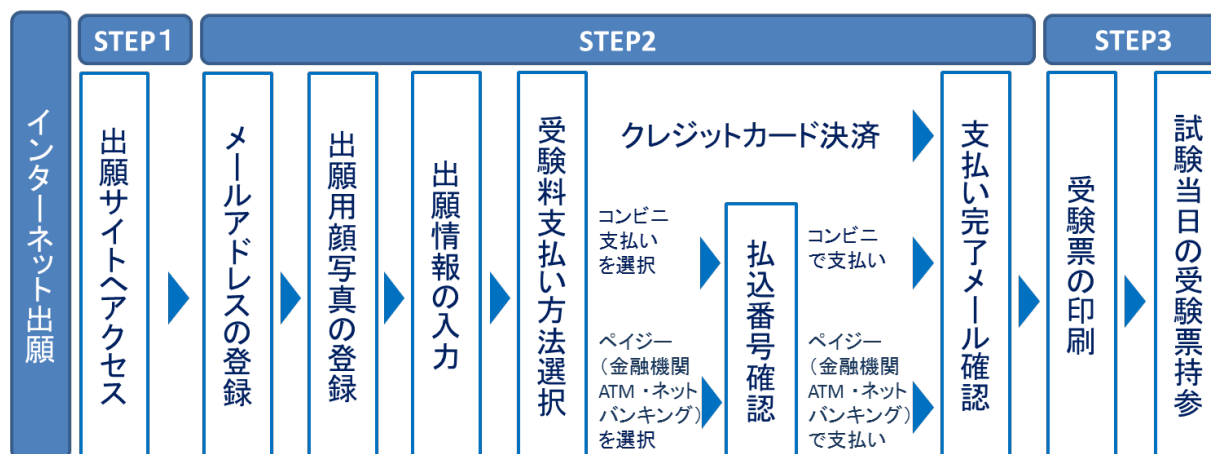 インターネット出願
STEP1
STEP2
STEP3
出願サイトへアクセス
メールアドレスの登録
出願用顔写真の登録
出願情報の入力
受験料支払い方法選択
クレジットカード決済
コンビニ
支払い
を選択
ペイジー
（金融機関
ATM・ネット
バンキング）
を選択
払込番号確認
コンビニ
で支払い
ペイジー
（金融機関
ATM・ネット
バンキング）
で支払い
支払い完了メール確認
受験票の印刷
試験当日の受験票持参